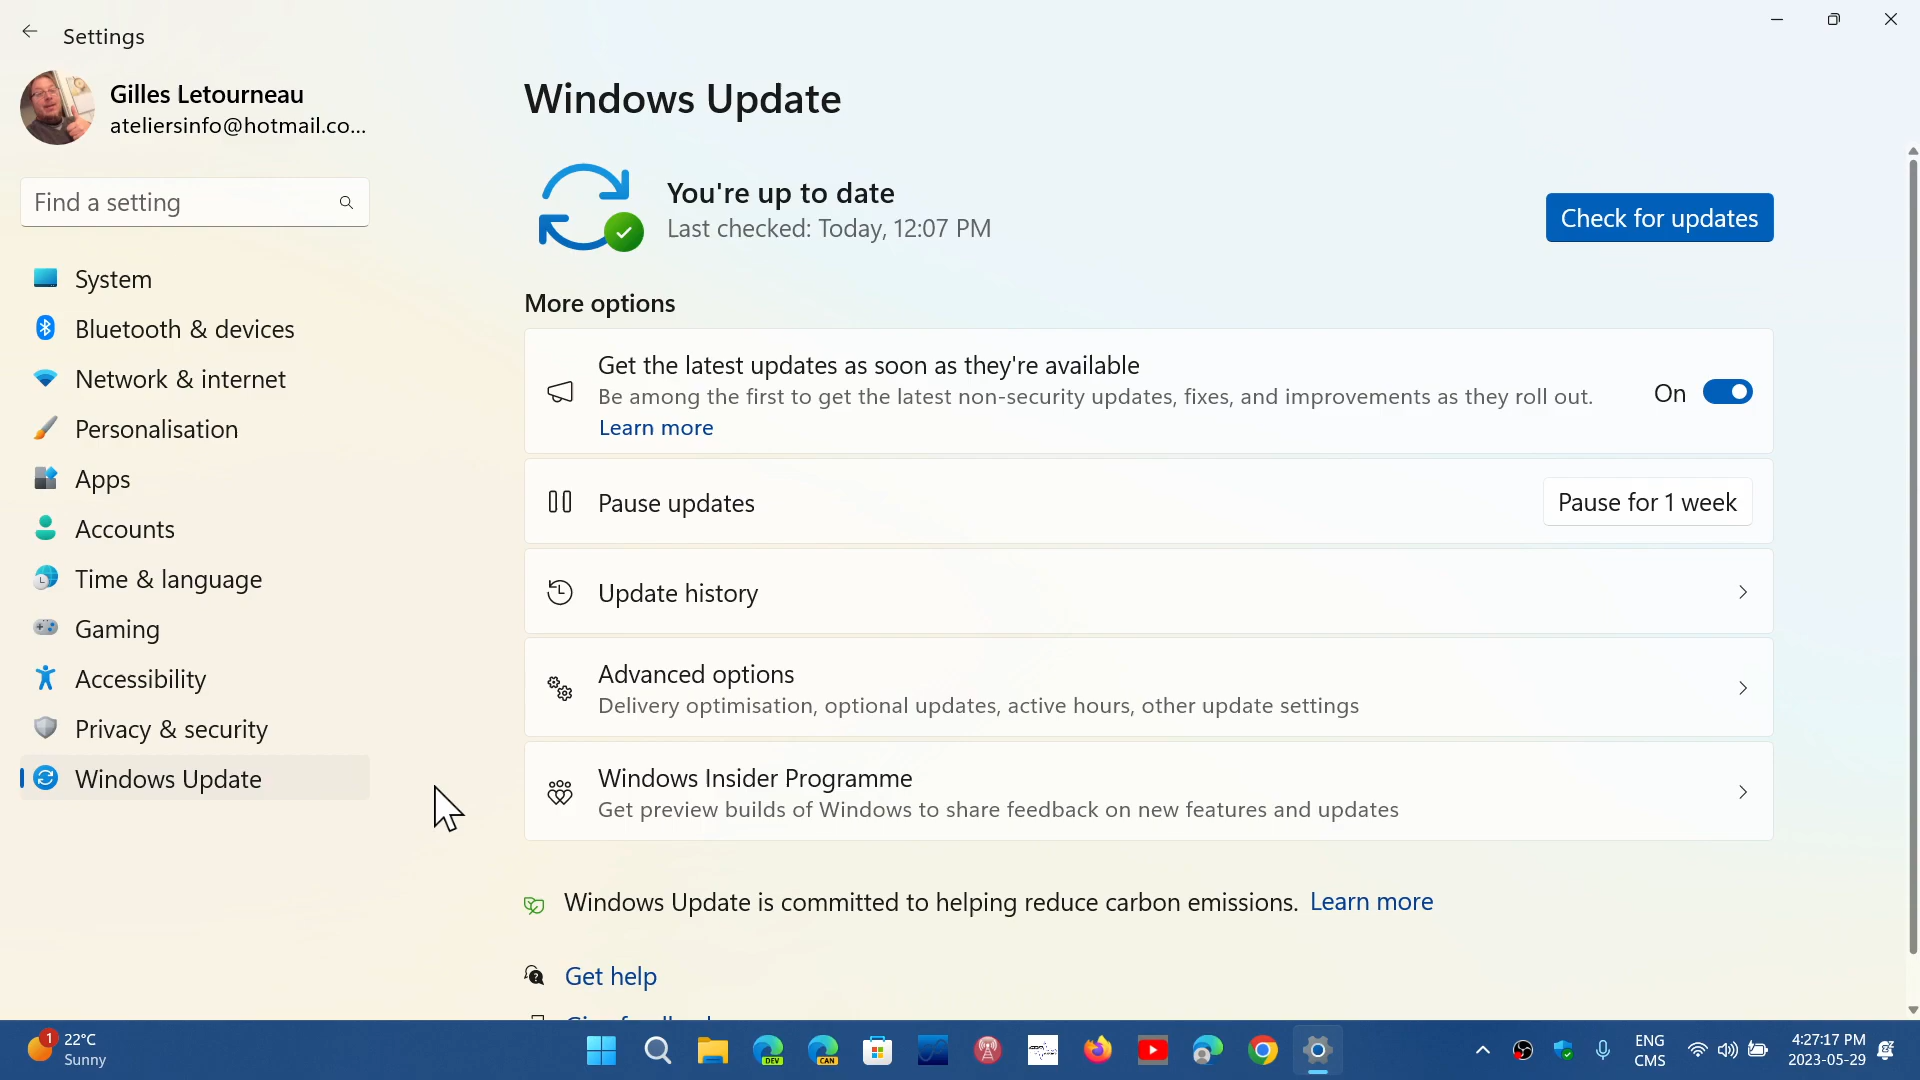 Settings
Gilles Letourneau
ateliersinfo@hotmail.co...
Find a setting
System
Bluetooth & devices
Network & internet
Personalisation
Apps
Accounts
Time & language
Gaming
Accessibility
Privacy & security
Windows Update
Windows Update
You're up to date
Last checked: Today, 12:07 PM
Check for updates
More options
Get the latest updates as soon as they're available
Be among the first to get the latest non-security updates, fixes, and improvements as they roll out.
Learn more
On
Pause updates
Pause for 1 week
Update history
Advanced options
Delivery optimisation, optional updates, active hours, other update settings
Windows Insider Programme
Get preview builds of Windows to share feedback on new features and updates
Windows Update is committed to helping reduce carbon emissions. Learn more
Get help
1
22°C
Sunny
DEV
CAN
ENG
CMS
4:27:17 PM
2023-05-29